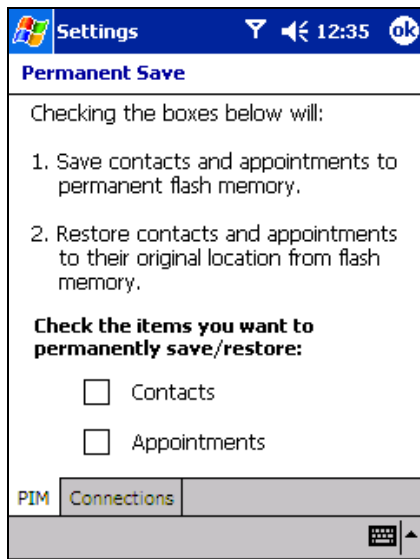 Settings 12:35 ok
Permanent Save
Checking the boxes below will:
1. Save contacts and appointments to
permanent flash memory.
2. Restore contacts and appointments
to their original location from flash
memory.
Check the items you want to
permanently save/restore:
Contacts
Appointments
PIM Connections